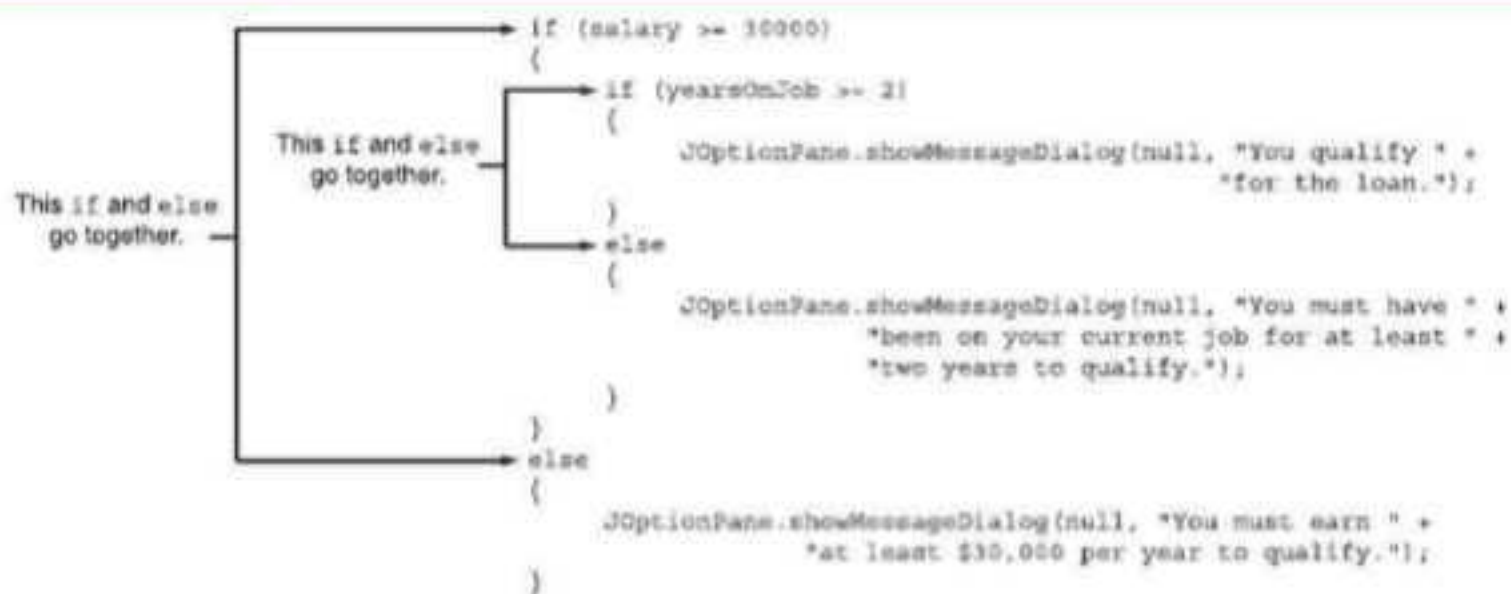 if (salary >= 30000)
{
if (yearsOnJob >= 2)
{
This if and else
go together.
JOptionPane.showMessageDialog(null, "You qualify " +
"for the loan.");
This if and else
go together.
}
else
{
JOptionPane.showMessageDialog(null, "You must have " +
"been on your current job for at least " +
"two years to qualify.");
}
}
else
{
JOptionPane.showMessageDialog(null, "You must earn " +
"at least $30,000 per year to qualify.");
}